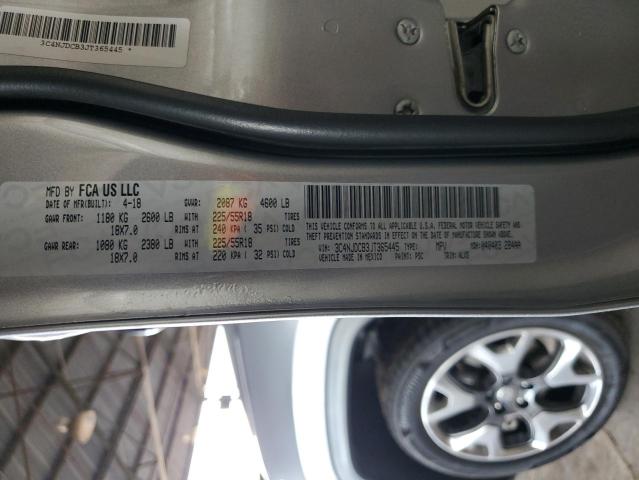 3C4NJDCB3JT365445 *
MFD BY FCA US LLC
DATE OF MFR(BUILT): 4-18 GVWR: 2087 KG 4600 LB
GAWR FRONT: 1180 KG 2600 LB WITH 225/55R18 TIRES
18X7.0 RIMS AT 240 KPA ( 35 PSI) COLD
GAWR REAR: 1080 KG 2380 LB WITH 225/55R18 TIRES
18X7.0 RIMS AT 220 KPA ( 32 PSI) COLD
THIS VEHICLE CONFORMS TO ALL APPLICABLE U.S.A. FEDERAL MOTOR VEHICLE SAFETY
THEFT PREVENTION STANDARDS IN EFFECT ON THE DATE OF MANUFACTURE SHOWN ABOVE.
VIN: 3C4NJDCB3JT365445 TYPE: MPV MDH:040403 284AA
VEHICLE MADE IN MEXICO PAINT: PSC TRIM: